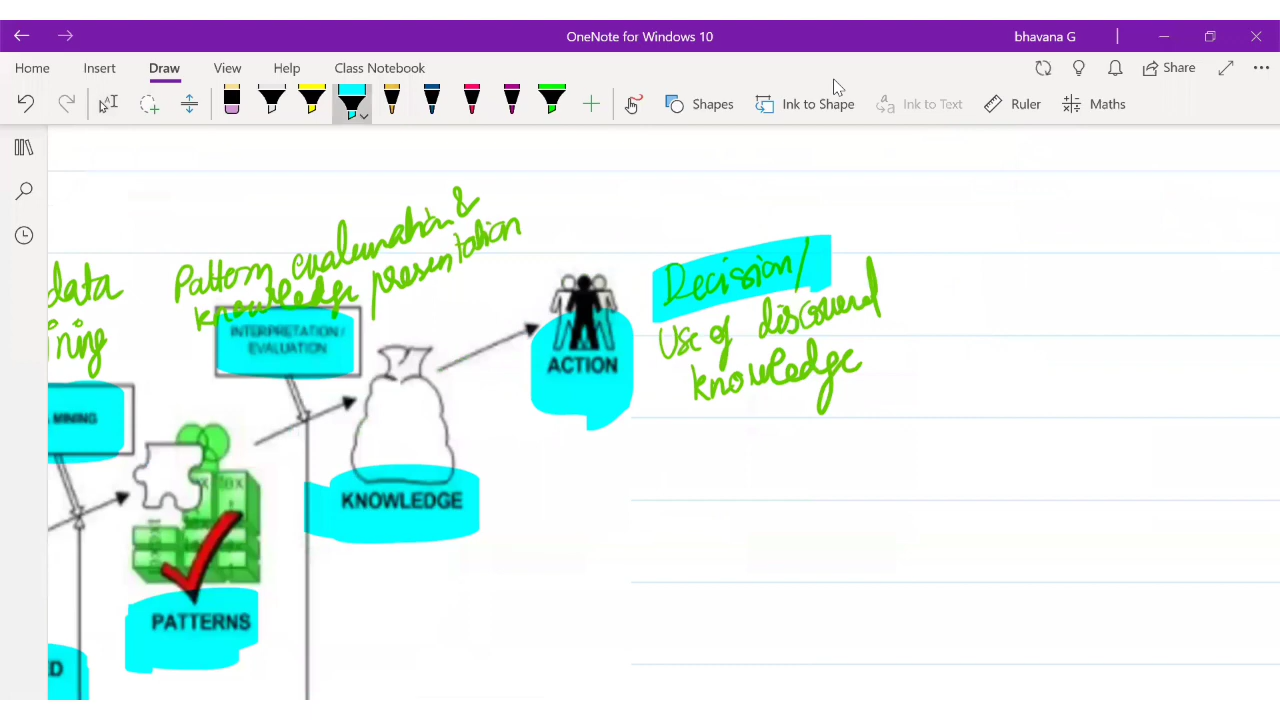 OneNote for Windows 10
bhavana G
Home Insert Draw View Help Class Notebook
Share
Shapes Ink to Shape Ink to Text Ruler Maths
Pattern evaluation &
knowledge presentation
data
ining
INTERPRETATION /
EVALUATION
Decision/
Use of discovered
knowledge
ACTION
MINING
KNOWLEDGE
PATTERNS
ED